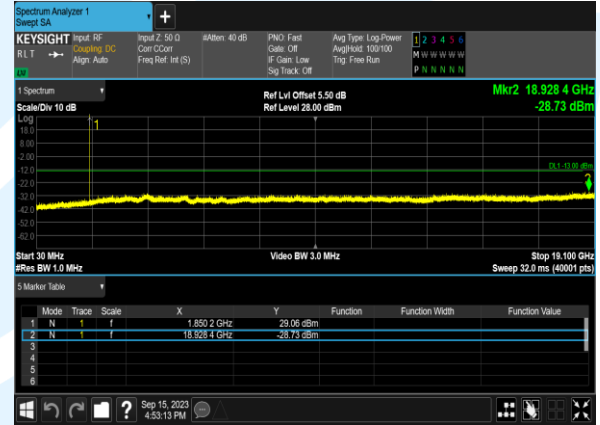 Spectrum Analyzer 1
Swept SA
+
KEYSIGHT Input: RF Input Z: 50 Ω #Atten: 40 dB PNO: Fast Avg Type: Log-Power 1 2 3 4 5 6
RLT Coupling: DC Corr CCorr Gate: Off Avg|Hold: 100/100 M W W W W W
Align: Auto Freq Ref: Int (S) IF Gain: Low Trig: Free Run
Sig Track: Off P N N N N N
1 Spectrum Ref Lvl Offset 5.50 dB Mkr2 18.928 4 GHz
Scale/Div 10 dB Ref Level 28.00 dBm -28.73 dBm
Log
18.0
8.00
-2.00
-12.0
-22.0
-32.0
-42.0
-52.0
-62.0
1
DL1 -13.00 dBm
2
Start 30 MHz Video BW 3.0 MHz Stop 19.100 GHz
#Res BW 1.0 MHz Sweep 32.0 ms (40001 pts)
5 Marker Table
Mode Trace Scale X Y Function Function Width Function Value
1 N 1 f 1.850 2 GHz 29.06 dBm
2 N 1 f 18.928 4 GHz -28.73 dBm
3
4
5
6
? Sep 15, 2023
4:53:13 PM